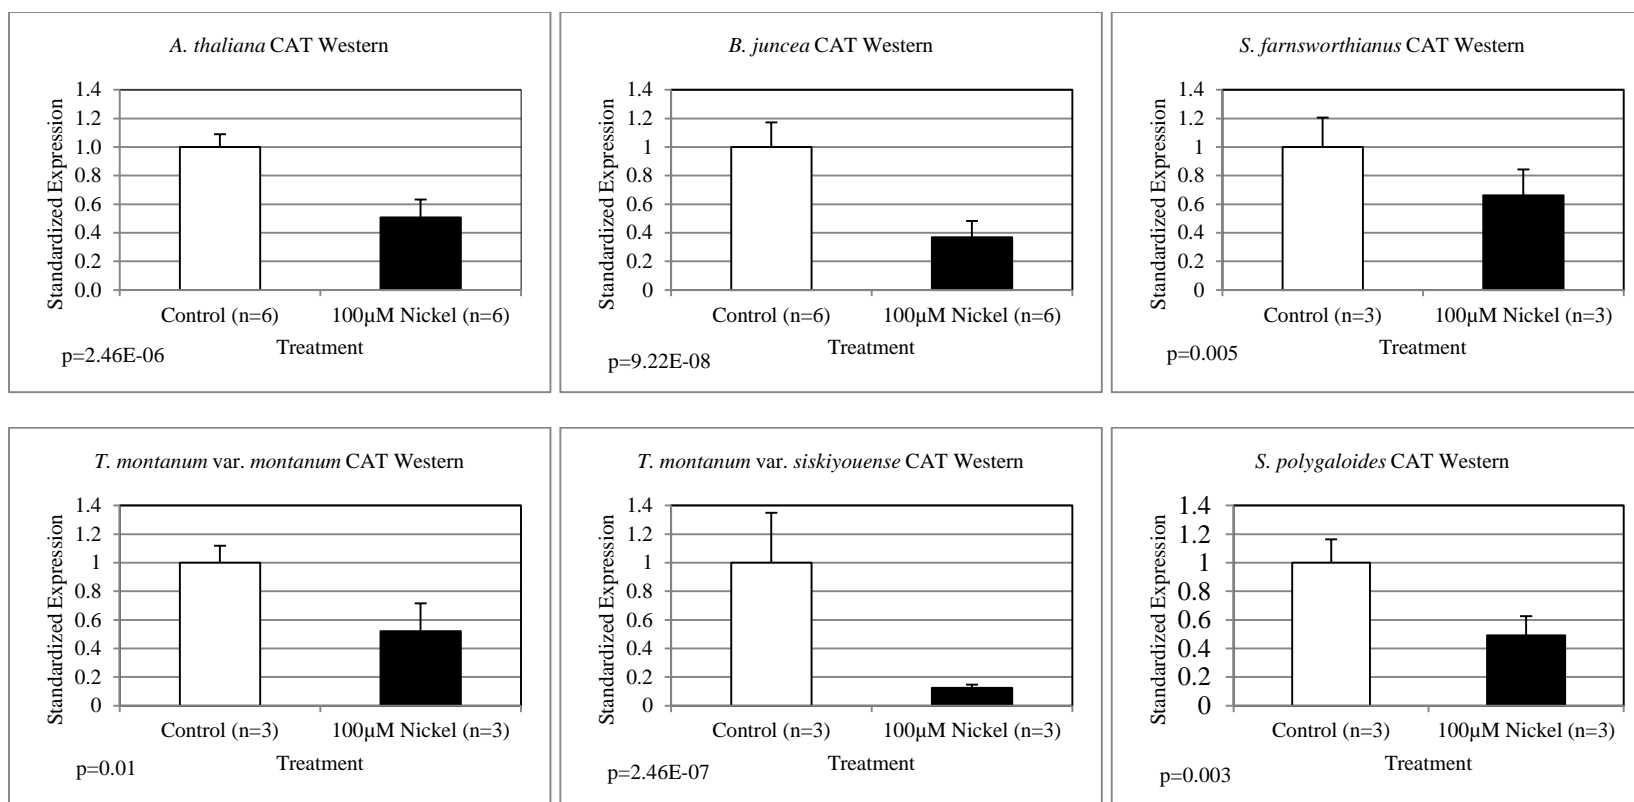 A. thaliana CAT Western
Standardized Expression
1.4
1.2
1.0
0.8
0.6
0.4
0.2
0.0
Control (n=6) 100µM Nickel (n=6)
Treatment
p=2.46E-06
B. juncea CAT Western
Standardized Expression
1.4
1.2
1
0.8
0.6
0.4
0.2
0
Control (n=6) 100µM Nickel (n=6)
Treatment
p=9.22E-08
S. farnsworthianus CAT Western
Standardized Expression
1.4
1.2
1
0.8
0.6
0.4
0.2
0
Control (n=3) 100µM Nickel (n=3)
Treatment
p=0.005
T. montanum var. montanum CAT Western
Standardized Expression
1.4
1.2
1
0.8
0.6
0.4
0.2
0
Control (n=3) 100µM Nickel (n=3)
Treatment
p=0.01
T. montanum var. siskiyouense CAT Western
Standardized Expression
1.4
1.2
1
0.8
0.6
0.4
0.2
0
Control (n=3) 100µM Nickel (n=3)
Treatment
p=2.46E-07
S. polygaloides CAT Western
Standardized Expression
1.4
1.2
1
0.8
0.6
0.4
0.2
0
Control (n=3) 100µM Nickel (n=3)
Treatment
p=0.003